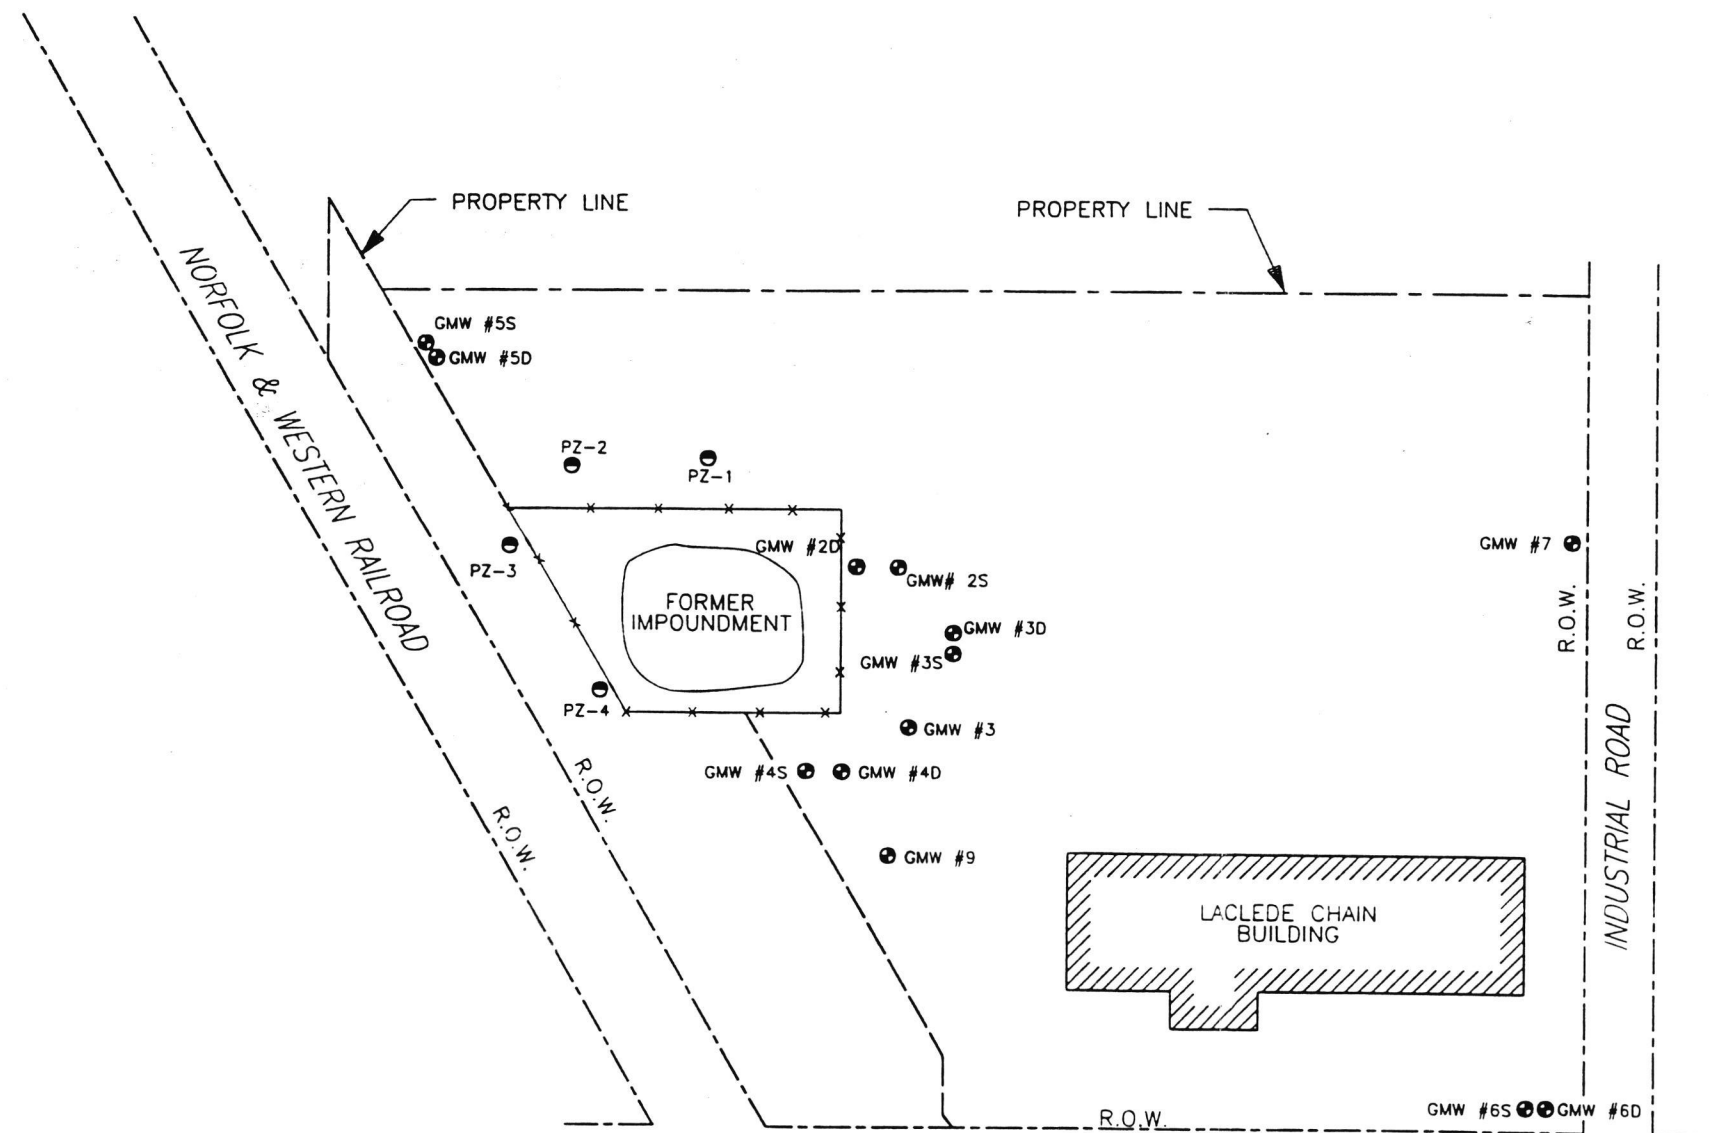 PROPERTY LINE
PROPERTY LINE
NORFOLK & WESTERN RAILROAD
GMW #5S
GMW #5D
PZ-2
PZ-1
GMW #2D
GMW #7
PZ-3
GMW# 2S
FORMER
IMPOUNDMENT
R.O.W.
R.O.W.
GMW #3D
GMW #3S
PZ-4
GMW #3
GMW #4S
GMW #4D
R.O.W.
R.O.W.
INDUSTRIAL ROAD
GMW #9
LACLEDE CHAIN
BUILDING
GMW #6S
GMW #6D
R.O.W.